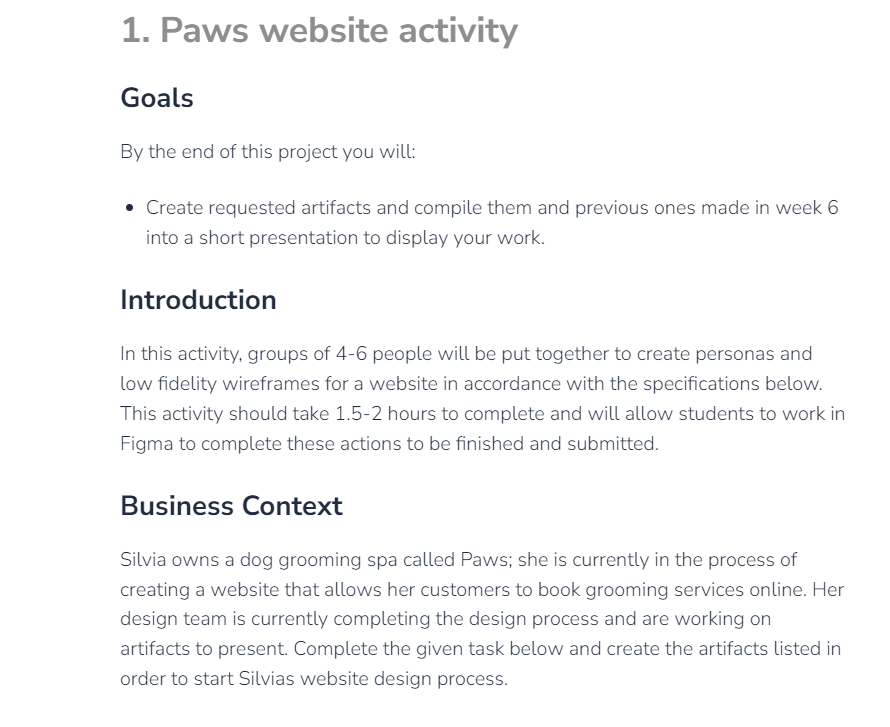 1. Paws website activity
Goals
By the end of this project you will:
• Create requested artifacts and compile them and previous ones made in week 6
into a short presentation to display your work.
Introduction
In this activity, groups of 4-6 people will be put together to create personas and
low fidelity wireframes for a website in accordance with the specifications below.
This activity should take 1.5-2 hours to complete and will allow students to work in
Figma to complete these actions to be finished and submitted.
Business Context
Silvia owns a dog grooming spa called Paws; she is currently in the process of
creating a website that allows her customers to book grooming services online. Her
design team is currently completing the design process and are working on
artifacts to present. Complete the given task below and create the artifacts listed in
order to start Silvias website design process.